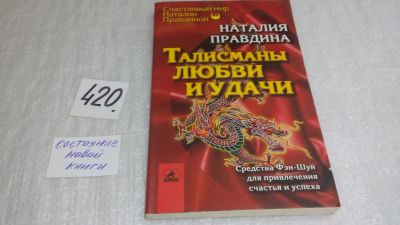 Счастливый мир
Наталии
Правдиной
НАТАЛИЯ
ПРАВДИНА
ТАЛИСМАНЫ
ЛЮБВИ
И УДАЧИ
Средства Фэн-Шуй
для привлечения
счастья и успеха
420.
состояние
новой
книги